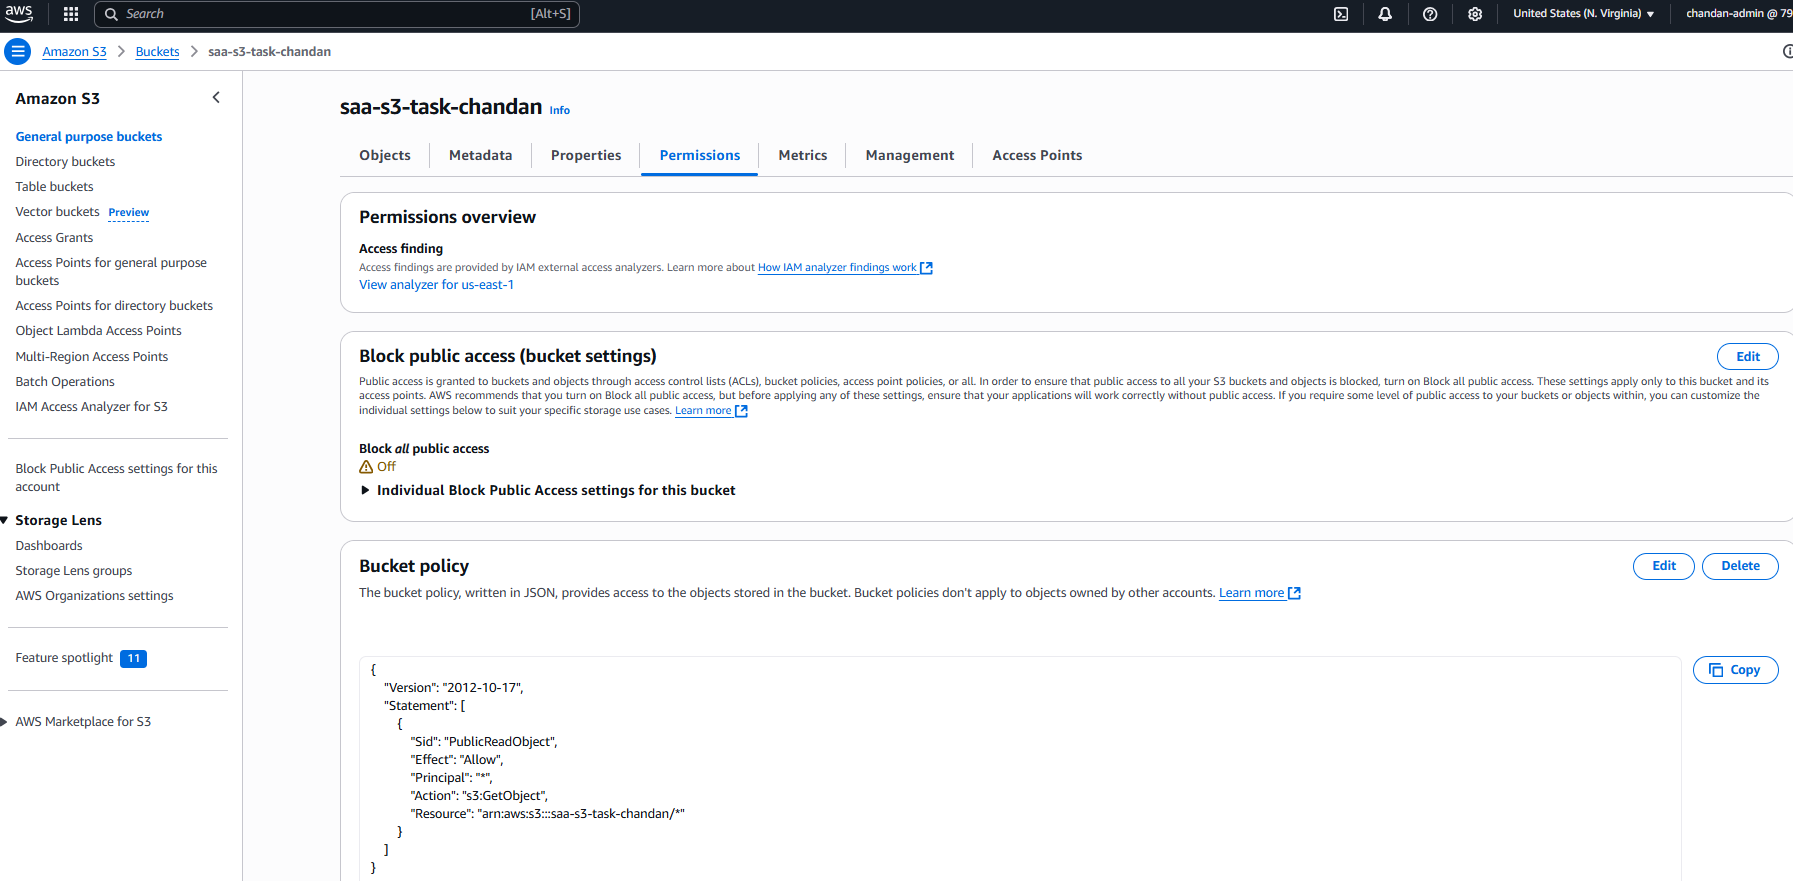 aws
Search
[Alt+S]
United States (N. Virginia)
chandan-admin @ 79
Amazon S3
Buckets
saa-s3-task-chandan
Amazon S3
General purpose buckets
Directory buckets
Table buckets
Vector buckets Preview
Access Grants
Access Points for general purpose
buckets
Access Points for directory buckets
Object Lambda Access Points
Multi-Region Access Points
Batch Operations
IAM Access Analyzer for S3
Block Public Access settings for this
account
Storage Lens
Dashboards
Storage Lens groups
AWS Organizations settings
Feature spotlight 11
AWS Marketplace for S3
saa-s3-task-chandan Info
Objects
Metadata
Properties
Permissions
Metrics
Management
Access Points
Permissions overview
Access finding
Access findings are provided by IAM external access analyzers. Learn more about How IAM analyzer findings work
View analyzer for us-east-1
Block public access (bucket settings)
Edit
Public access is granted to buckets and objects through access control lists (ACLs), bucket policies, access point policies, or all. In order to ensure that public access to all your S3 buckets and objects is blocked, turn on Block all public access. These settings apply only to this bucket and its
access points. AWS recommends that you turn on Block all public access, but before applying any of these settings, ensure that your applications will work correctly without public access. If you require some level of public access to your buckets or objects within, you can customize the
individual settings below to suit your specific storage use cases. Learn more
Block all public access
Off
Individual Block Public Access settings for this bucket
Bucket policy
Edit
Delete
The bucket policy, written in JSON, provides access to the objects stored in the bucket. Bucket policies don't apply to objects owned by other accounts. Learn more
Copy
{
"Version": "2012-10-17",
"Statement": [
{
"Sid": "PublicReadObject",
"Effect": "Allow",
"Principal": "*",
"Action": "s3:GetObject",
"Resource": "arn:aws:s3:::saa-s3-task-chandan/*"
}
]
}